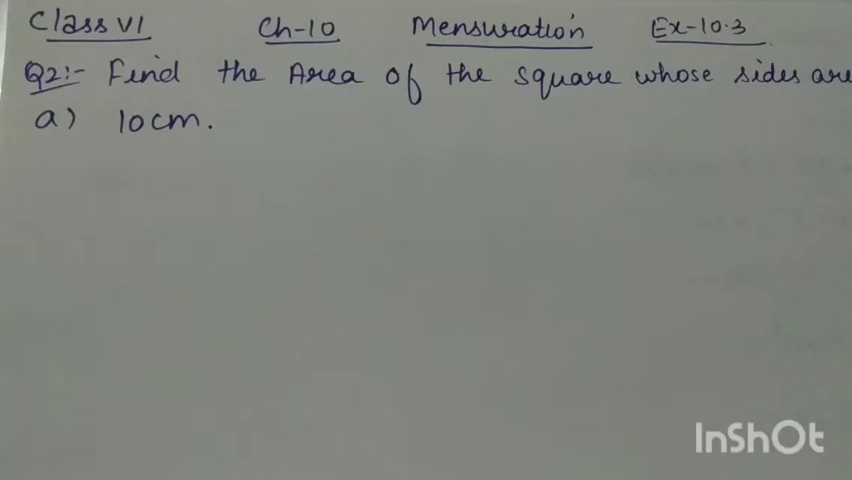 Class VI Ch-10 Mensuration Ex-10.3
Q2:- Find the Area of the square whose sides are
a) 10cm.
InShOt